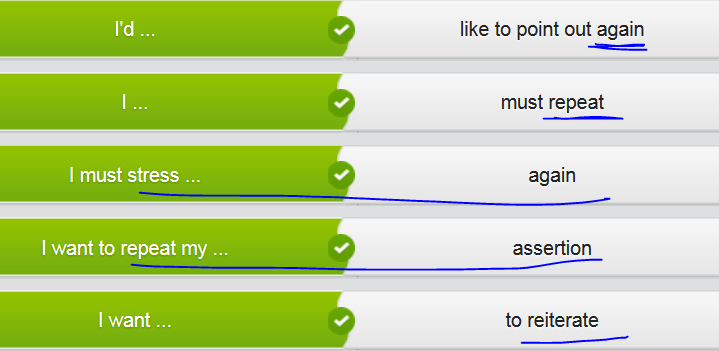 I'd ... like to point out again
I ... must repeat
I must stress ... again
I want to repeat my ... assertion
I want ... to reiterate